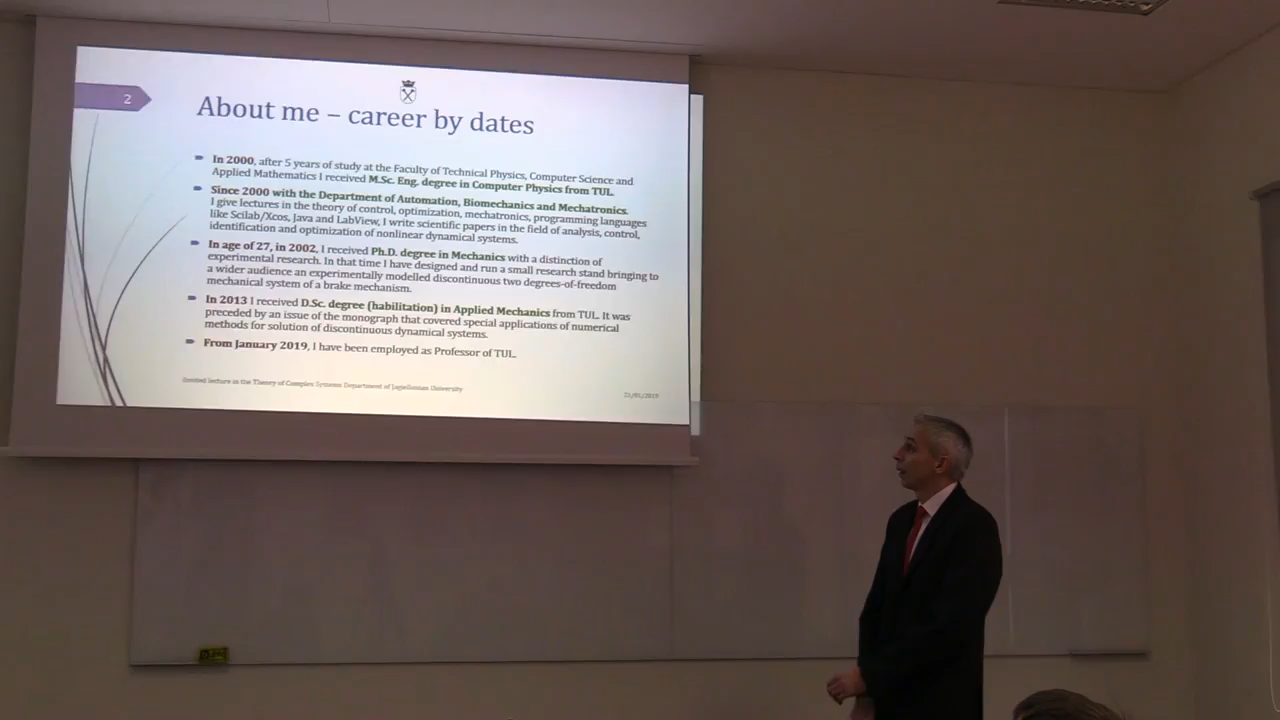 2
About me – career by dates
In 2000, after 5 years of study at the Faculty of Technical Physics, Computer Science and
Applied Mathematics I received M.Sc. Eng. degree in Computer Physics from TUL.
Since 2000 with the Department of Automation, Biomechanics and Mechatronics.
I give lectures in the theory of control, optimization, mechatronics, programming languages
like Scilab/Xcos, Java and LabView, I write scientific papers in the field of analysis, control,
identification and optimization of nonlinear dynamical systems.
In age of 27, in 2002, I received Ph.D. degree in Mechanics with a distinction of
experimental research. In that time I have designed and run a small research stand bringing to
a wider audience an experimentally modelled discontinuous two degrees-of-freedom
mechanical system of a brake mechanism.
In 2013 I received D.Sc. degree (habilitation) in Applied Mechanics from TUL. It was
preceded by an issue of the monograph that covered special applications of numerical
methods for solution of discontinuous dynamical systems.
From January 2019, I have been employed as Professor of TUL.
Invited lecture in the Theory of Complex Systems Department of Jagiellonian University